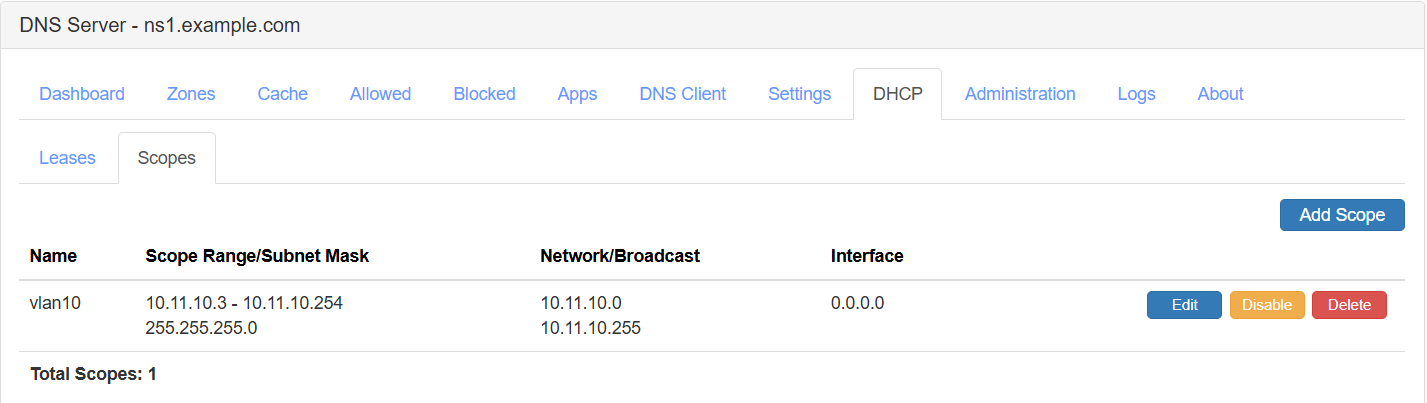 DNS Server - ns1.example.com
Dashboard Zones Cache Allowed Blocked Apps DNS Client Settings DHCP Administration Logs About
Leases Scopes
Add Scope
Name Scope Range/Subnet Mask Network/Broadcast Interface
vlan10 10.11.10.3 - 10.11.10.254 10.11.10.0 0.0.0.0 Edit Disable Delete
255.255.255.0 10.11.10.255
Total Scopes: 1